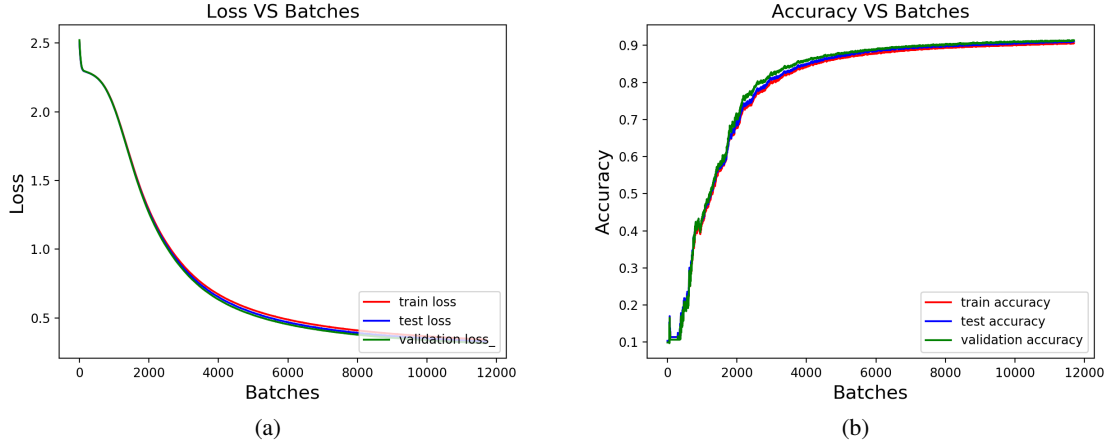 Loss VS Batches
2.5
2.0
1.5
1.0
0.5
Loss
train loss
test loss
validation loss_
0 2000 4000 6000 8000 10000 12000
Batches
(a)
Accuracy VS Batches
0.9
0.8
0.7
0.6
0.5
0.4
0.3
0.2
0.1
Accuracy
train accuracy
test accuracy
validation accuracy
0 2000 4000 6000 8000 10000 12000
Batches
(b)